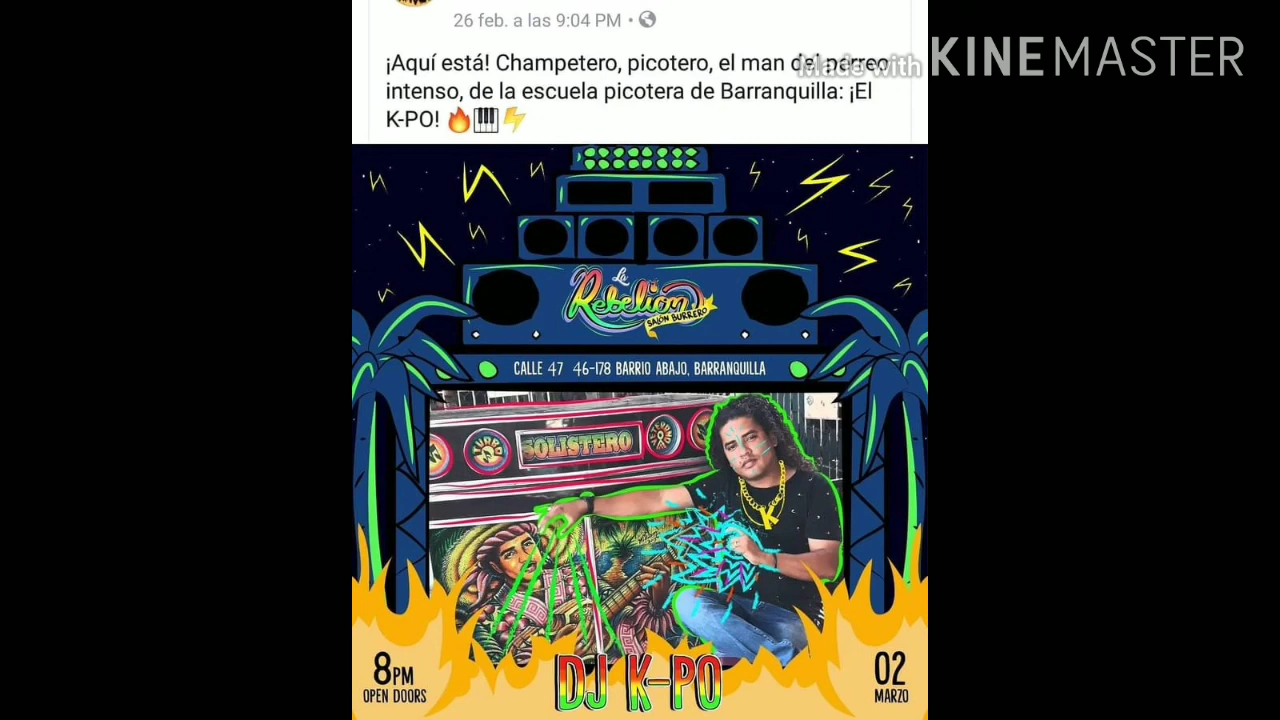 26 feb. a las 9:04 PM •
Made with KINEMASTER
¡Aquí está! Champetero, picotero, el man del perreo
intenso, de la escuela picotera de Barranquilla: ¡El
K-PO! 🔥🎹⚡
La
Rebelion
SALÓN BURRERO
CALLE 47 46-178 BARRIO ABAJO, BARRANQUILLA
SOLISTERO
K
DJ K-PO
8PM
OPEN DOORS
02
MARZO